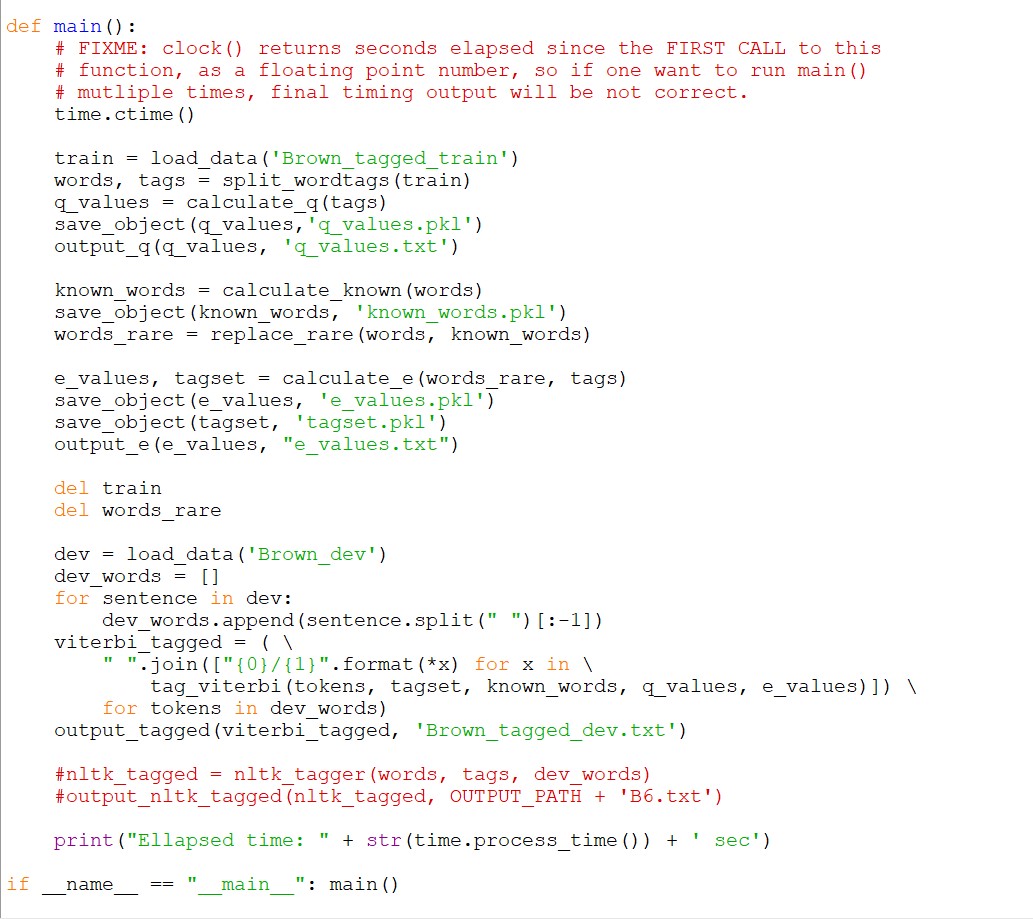 def main():
    # FIXME: clock() returns seconds elapsed since the FIRST CALL to this
    # function, as a floating point number, so if one want to run main()
    # mutliple times, final timing output will be not correct.
    time.ctime()

    train = load_data('Brown_tagged_train')
    words, tags = split_wordtags(train)
    q_values = calculate_q(tags)
    save_object(q_values,'q_values.pkl')
    output_q(q_values, 'q_values.txt')

    known_words = calculate_known(words)
    save_object(known_words, 'known_words.pkl')
    words_rare = replace_rare(words, known_words)

    e_values, tagset = calculate_e(words_rare, tags)
    save_object(e_values, 'e_values.pkl')
    save_object(tagset, 'tagset.pkl')
    output_e(e_values, "e_values.txt")

    del train
    del words_rare

    dev = load_data('Brown_dev')
    dev_words = []
    for sentence in dev:
        dev_words.append(sentence.split(" ")[:-1])
    viterbi_tagged = ( \
        " ".join(["{0}/{1}".format(*x) for x in \
            tag_viterbi(tokens, tagset, known_words, q_values, e_values)]) \
        for tokens in dev_words)
    output_tagged(viterbi_tagged, 'Brown_tagged_dev.txt')

    #nltk_tagged = nltk_tagger(words, tags, dev_words)
    #output_nltk_tagged(nltk_tagged, OUTPUT_PATH + 'B6.txt')

    print("Ellapsed time: " + str(time.process_time()) + ' sec')

if __name__ == "__main__": main()